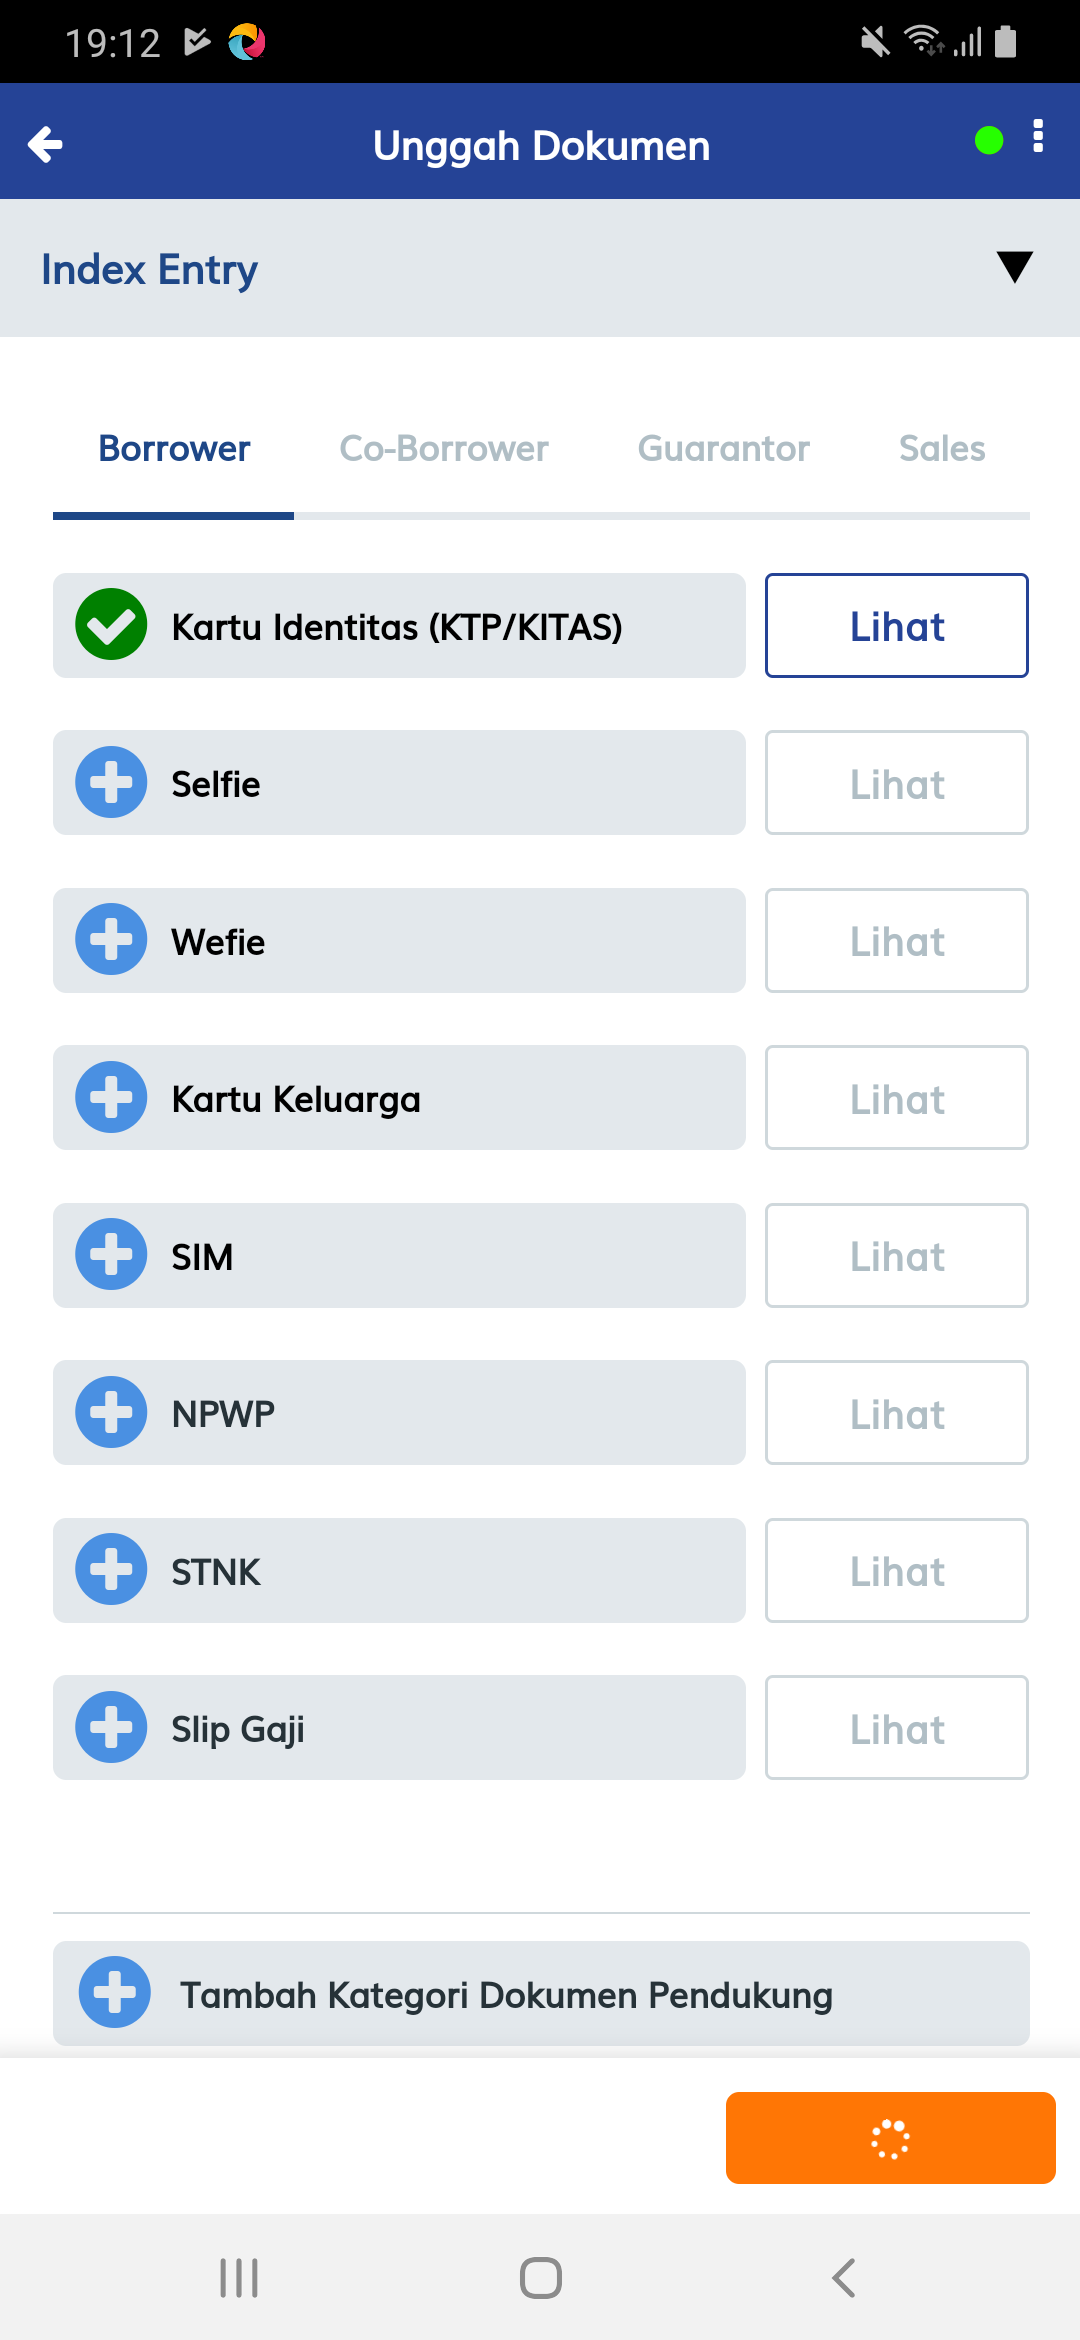 19:12
Unggah Dokumen
Index Entry
Borrower Co-Borrower Guarantor Sales
Kartu Identitas (KTP/KITAS) Lihat
Selfie Lihat
Wefie Lihat
Kartu Keluarga Lihat
SIM Lihat
NPWP Lihat
STNK Lihat
Slip Gaji Lihat
Tambah Kategori Dokumen Pendukung